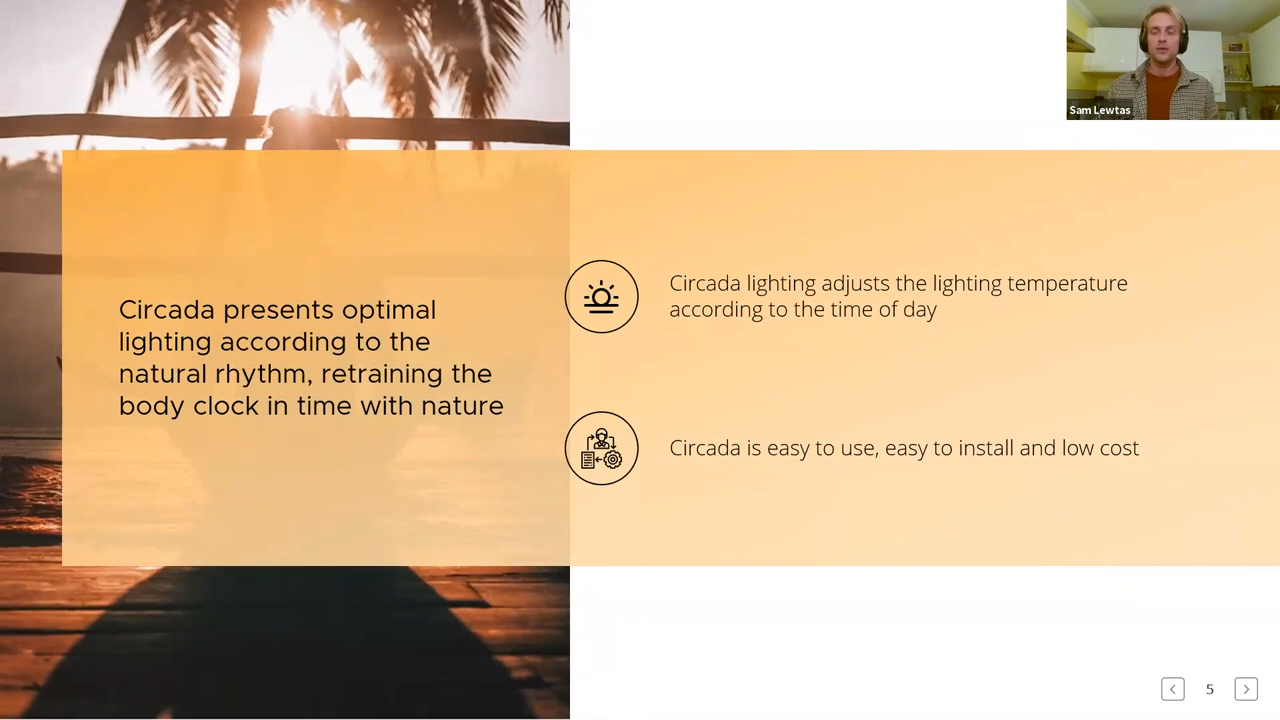 Sam Lewtas
Circada presents optimal
lighting according to the
natural rhythm, retraining the
body clock in time with nature
Circada lighting adjusts the lighting temperature
according to the time of day
Circada is easy to use, easy to install and low cost
5